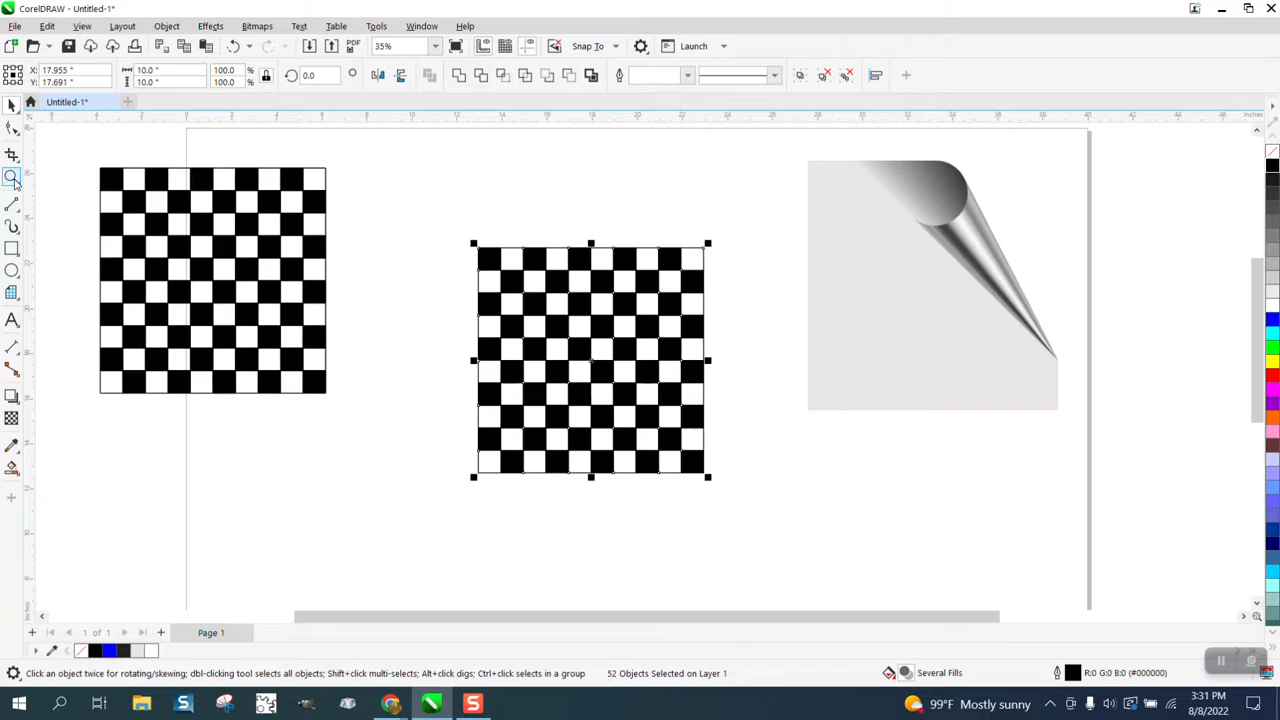 CorelDRAW - Untitled-1*
File Edit View Layout Object Effects Bitmaps Text Table Tools Window Help
PDF 35% Snap To Launch
X: 17.955 " 10.0 " 100.0 % 0.0 °
Y: 17.691 " 10.0 " 100.0 %
Untitled-1*
inches
inches
1 of 1 Page 1
Click an object twice for rotating/skewing; dbl-clicking tool selects all objects; Shift+click multi-selects; Alt+click digs; Ctrl+click selects in a group 52 Objects Selected on Layer 1 Several Fills R:0 G:0 B:0 (#000000)
99°F Mostly sunny 3:31 PM
8/8/2022